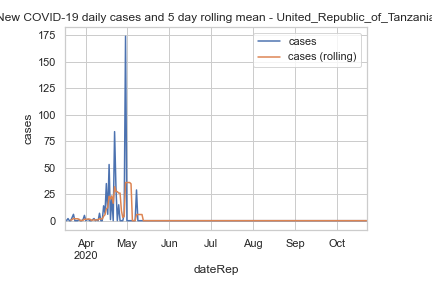 New COVID-19 daily cases and 5 day rolling mean - United_Republic_of_Tanzania
cases
cases (rolling)
175
150
125
100
75
50
25
0
cases
Apr May Jun Jul Aug Sep Oct
2020
dateRep